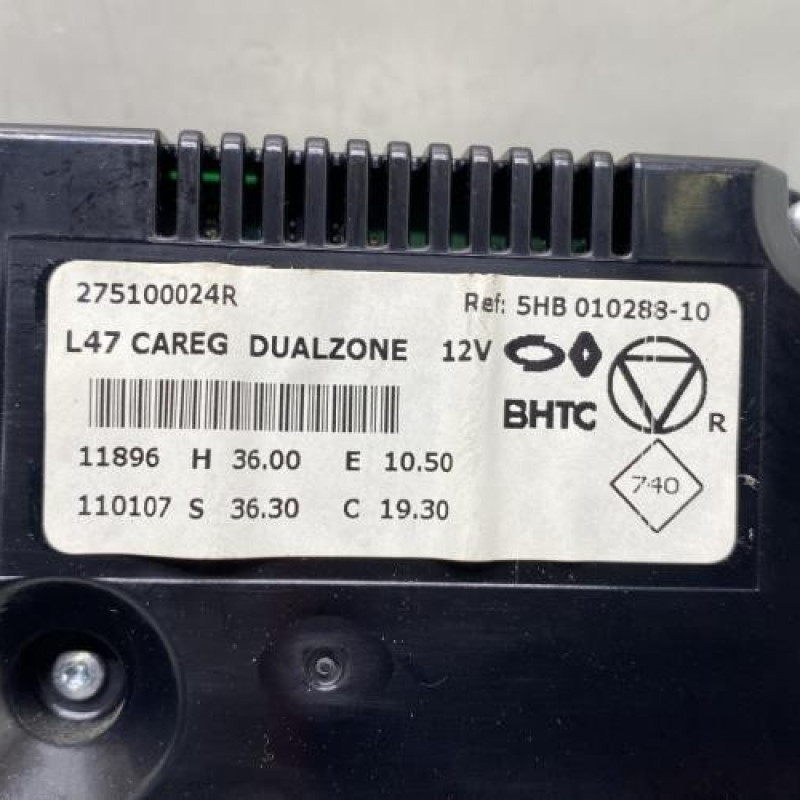 275100024R Ref: 5HB 010288-10
L47 CAREG DUALZONE 12V
BHTC R
11896 H 36.00 E 10.50
740
110107 S 36.30 C 19.30